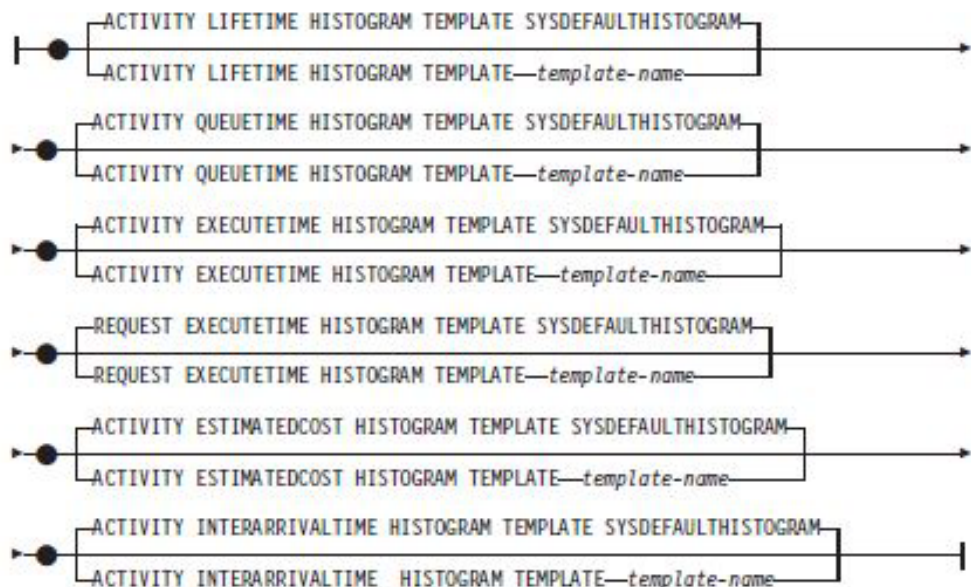 ACTIVITY LIFETIME HISTOGRAM TEMPLATE SYSDEFAULTHISTOGRAM
ACTIVITY LIFETIME HISTOGRAM TEMPLATE template-name
ACTIVITY QUEUETIME HISTOGRAM TEMPLATE SYSDEFAULTHISTOGRAM
ACTIVITY QUEUETIME HISTOGRAM TEMPLATE template-name
ACTIVITY EXECUTETIME HISTOGRAM TEMPLATE SYSDEFAULTHISTOGRAM
ACTIVITY EXECUTETIME HISTOGRAM TEMPLATE template-name
REQUEST EXECUTETIME HISTOGRAM TEMPLATE SYSDEFAULTHISTOGRAM
REQUEST EXECUTETIME HISTOGRAM TEMPLATE template-name
ACTIVITY ESTIMATEDCOST HISTOGRAM TEMPLATE SYSDEFAULTHISTOGRAM
ACTIVITY ESTIMATEDCOST HISTOGRAM TEMPLATE template-name
ACTIVITY INTERARRIVALTIME HISTOGRAM TEMPLATE SYSDEFAULTHISTOGRAM
ACTIVITY INTERARRIVALTIME HISTOGRAM TEMPLATE template-name